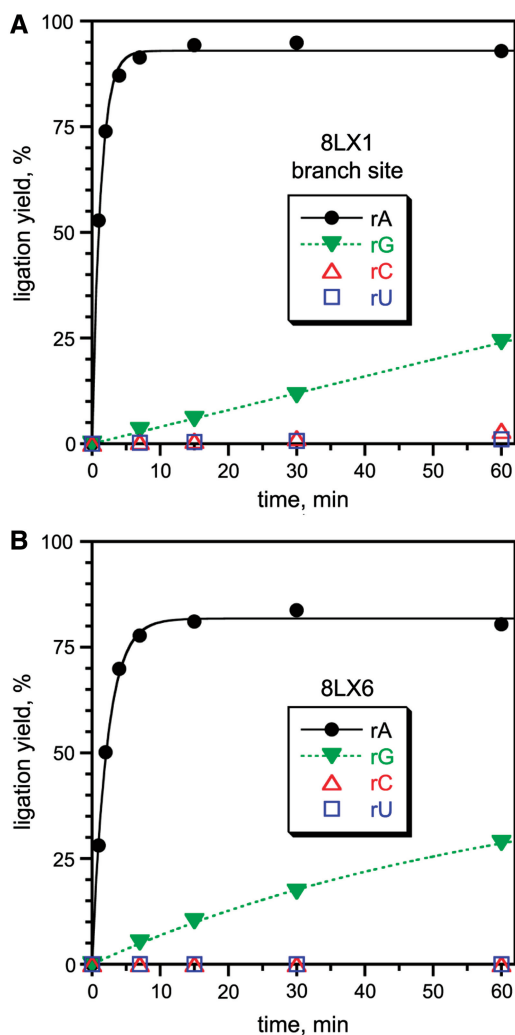 A
100
75
50
25
0
ligation yield, %
8LX1
branch site
rA
rG
rC
rU
0 10 20 30 40 50 60
time, min
B
100
75
50
25
0
ligation yield, %
8LX6
rA
rG
rC
rU
0 10 20 30 40 50 60
time, min